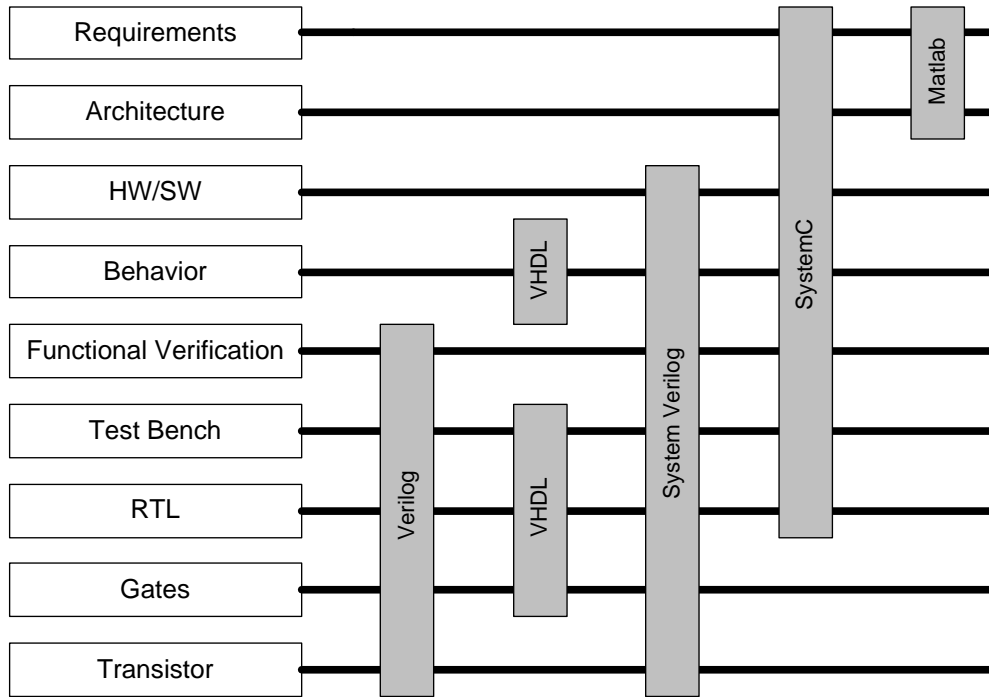 Requirements
Architecture
HW/SW
Behavior
Functional Verification
Test Bench
RTL
Gates
Transistor
Verilog
VHDL
VHDL
System Verilog
SystemC
Matlab